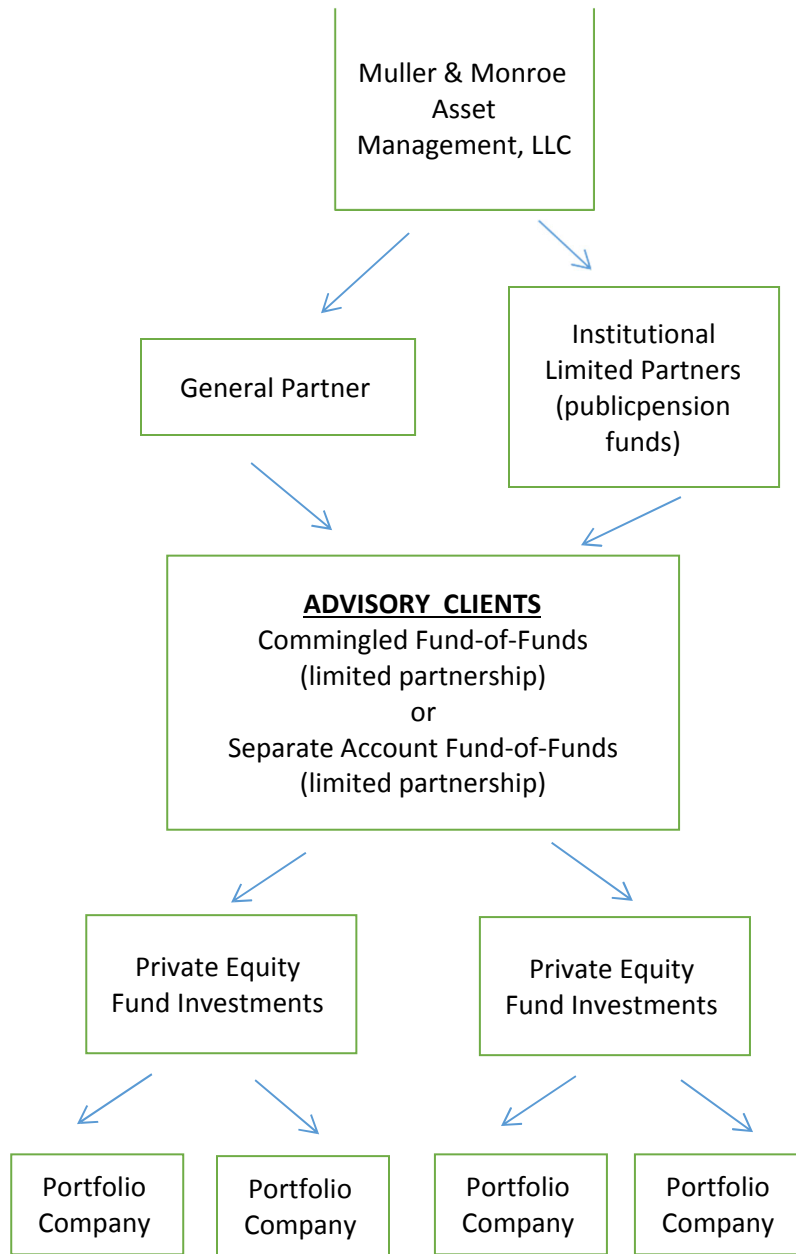 Muller & Monroe
Asset
Management, LLC
General Partner
Institutional
Limited Partners
(publicpension
funds)
ADVISORY CLIENTS
Commingled Fund-of-Funds
(limited partnership)
or
Separate Account Fund-of-Funds
(limited partnership)
Private Equity
Fund Investments
Private Equity
Fund Investments
Portfolio
Company
Portfolio
Company
Portfolio
Company
Portfolio
Company